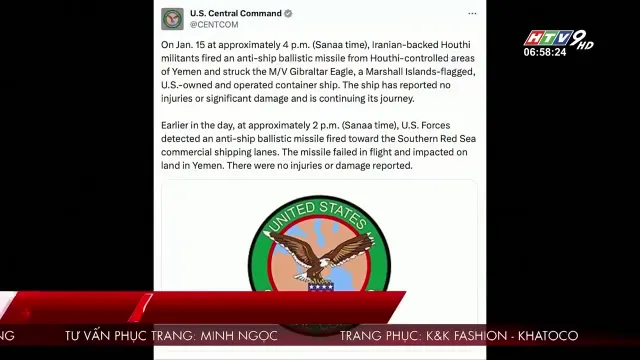 U.S. Central Command
@CENTCOM
HTV9 HD
06:58:24
On Jan. 15 at approximately 4 p.m. (Sanaa time), Iranian-backed Houthi
militants fired an anti-ship ballistic missile from Houthi-controlled areas
of Yemen and struck the M/V Gibraltar Eagle, a Marshall Islands-flagged,
U.S.-owned and operated container ship. The ship has reported no
injuries or significant damage and is continuing its journey.
Earlier in the day, at approximately 2 p.m. (Sanaa time), U.S. Forces
detected an anti-ship ballistic missile fired toward the Southern Red Sea
commercial shipping lanes. The missile failed in flight and impacted on
land in Yemen. There were no injuries or damage reported.
UNITED STATES
NG TƯ VẤN PHỤC TRANG: MINH NGỌC TRANG PHỤC: K&K FASHION - KHATOCO